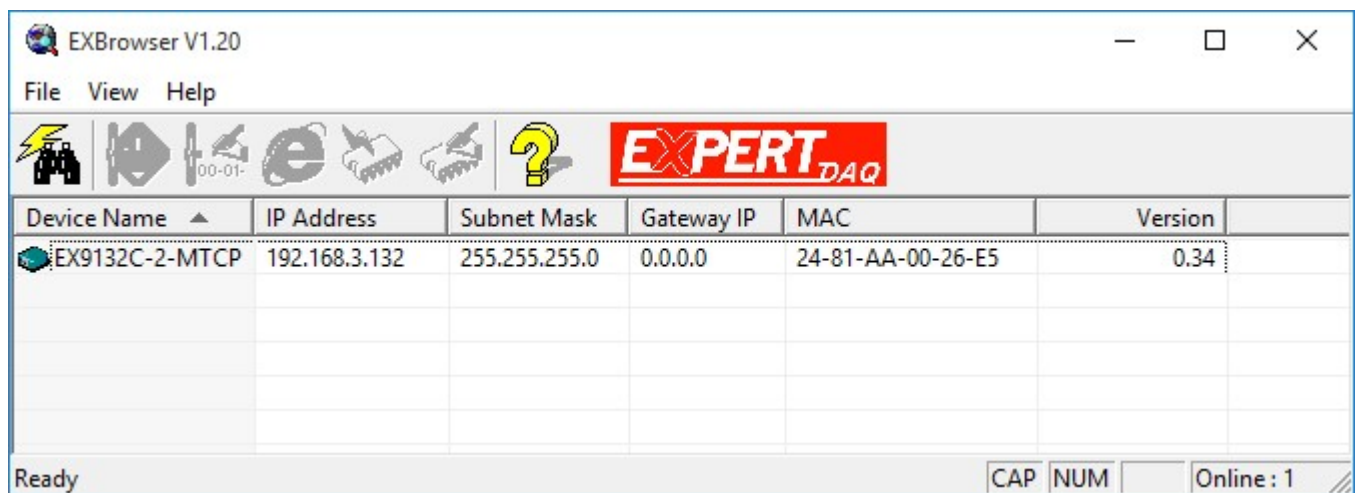 EXBrowser V1.20
File View Help
00-01-
EXPERT DAQ
Device Name IP Address Subnet Mask Gateway IP MAC Version
EX9132C-2-MTCP 192.168.3.132 255.255.255.0 0.0.0.0 24-81-AA-00-26-E5 0.34
Ready CAP NUM Online : 1